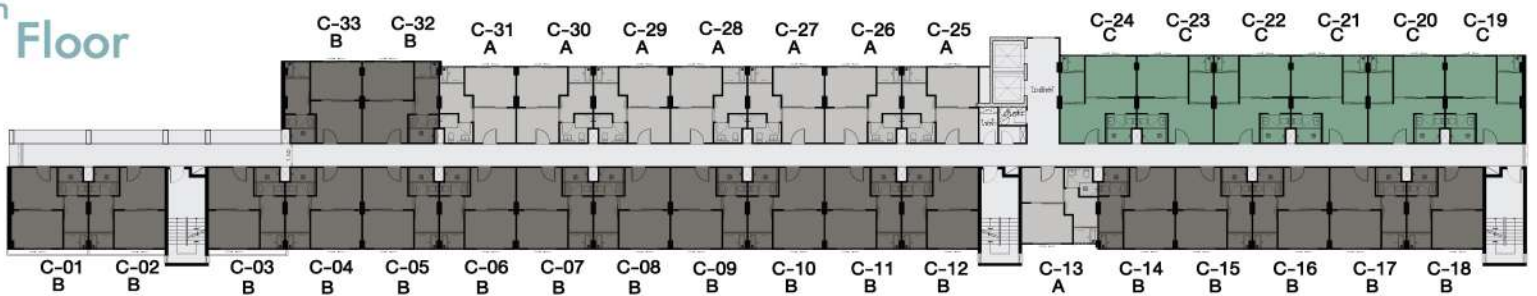 Floor
C-33 C-32 C-31 C-30 C-29 C-28 C-27 C-26 C-25 C-24 C-23 C-22 C-21 C-20 C-19
B B A A A A A A A C C C C C C
C-01 C-02 C-03 C-04 C-05 C-06 C-07 C-08 C-09 C-10 C-11 C-12 C-13 C-14 C-15 C-16 C-17 C-18
B B B B B B B B B B B B A B B B B B